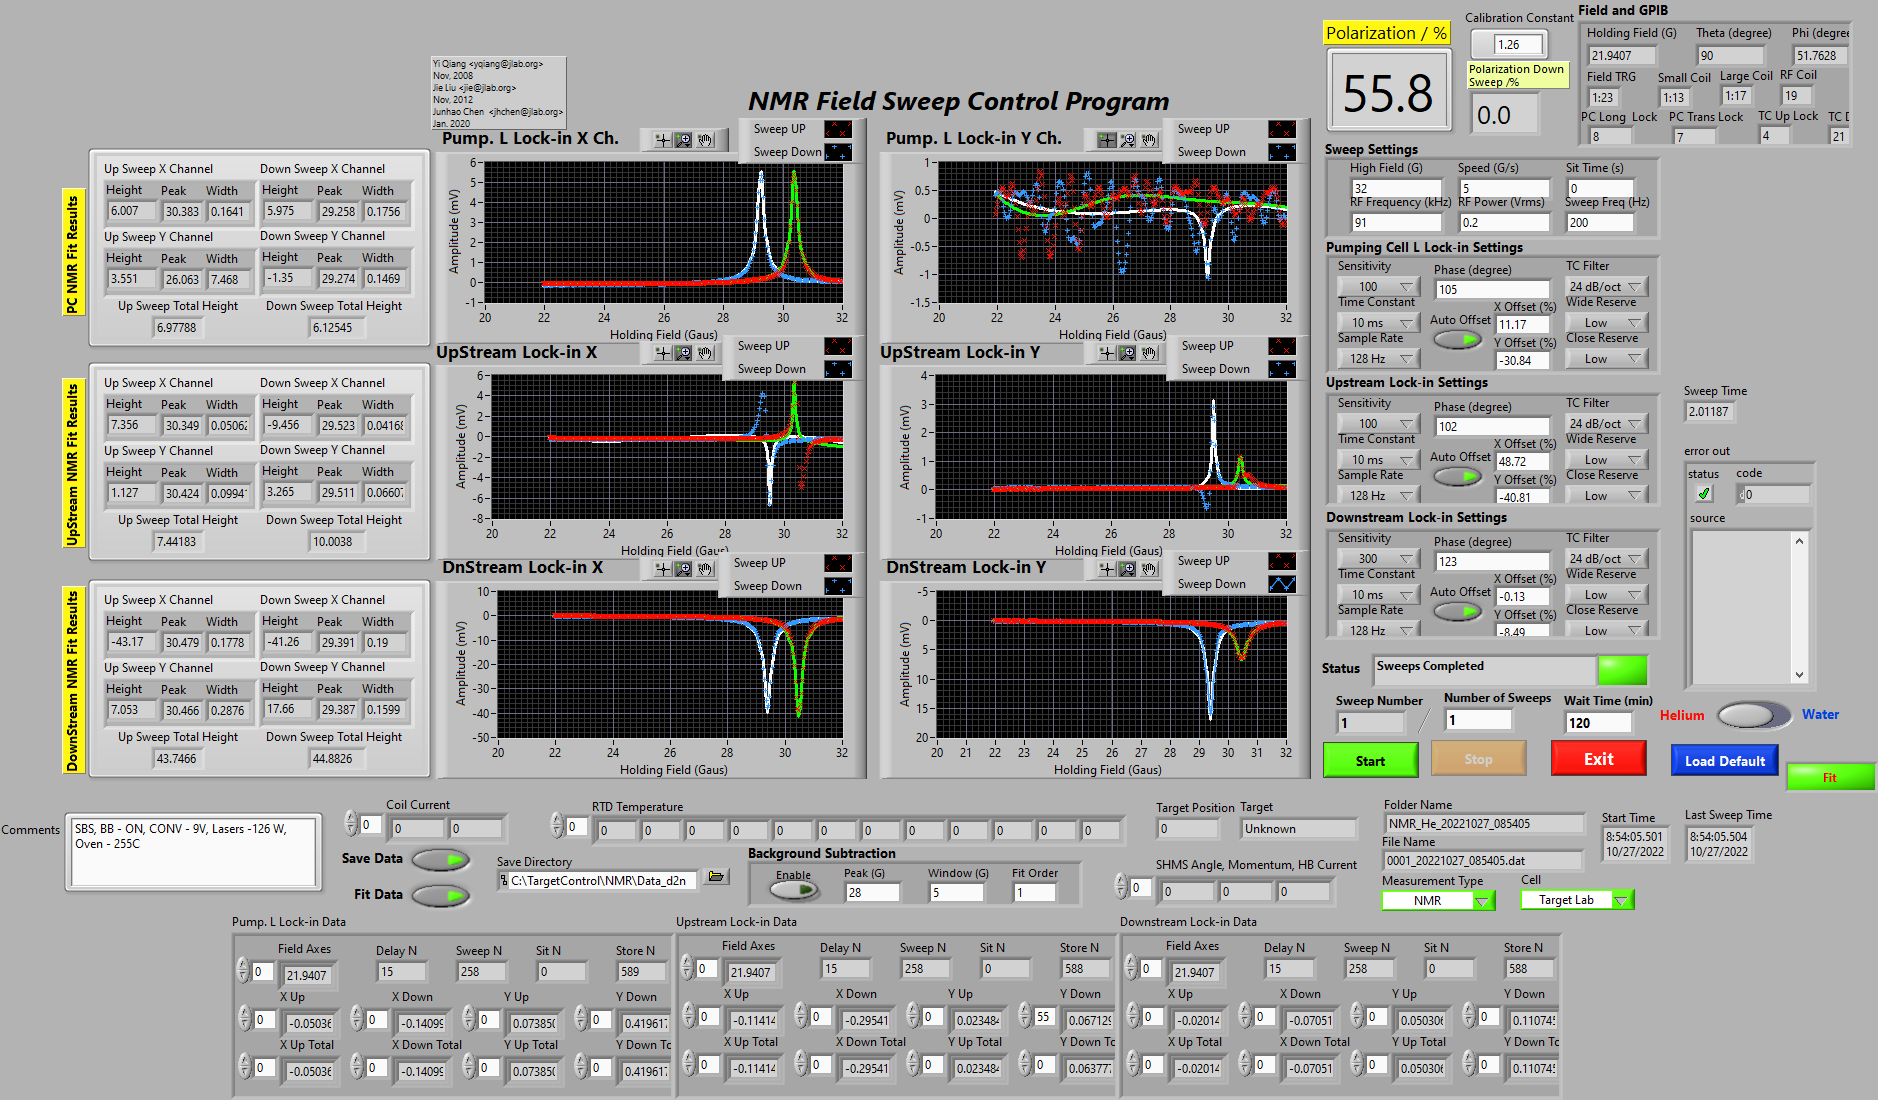 Yi Qiang <yqiang@jlab.org>
Nov, 2008
Jie Liu <jie@jlab.org>
Nov, 2012
Junhao Chen <jhchen@jlab.org>
Jan. 2020
NMR Field Sweep Control Program
Polarization / %
55.8
Calibration Constant
1.26
Polarization Down
Sweep /%
0.0
Field and GPIB
Holding Field (G) Theta (degree) Phi (degree
21.9407 90 51.7628
Field TRG Small Coil Large Coil RF Coil
1:23 1:13 1:17 19
PC Long Lock PC Trans Lock TC Up Lock TC D
8 7 4 21
PC NMR Fit Results
Up Sweep X Channel Down Sweep X Channel
Height Peak Width Height Peak Width
6.007 30.383 0.1641 5.975 29.258 0.1756
Up Sweep Y Channel Down Sweep Y Channel
Height Peak Width Height Peak Width
3.551 26.063 7.468 -1.35 29.274 0.1469
Up Sweep Total Height Down Sweep Total Height
6.97788 6.12545
Pump. L Lock-in X Ch.
Sweep UP
Sweep Down
Amplitude (mV)
6
5
4
3
2
1
0
-1
20 22 24 26 28 30 32
Holding Field (Gaus)
Pump. L Lock-in Y Ch.
Sweep UP
Sweep Down
Amplitude (mV)
1
0.5
0
-0.5
-1
-1.5
20 22 24 26 28 30 32
Holding Field (Gaus)
Sweep Settings
High Field (G) Speed (G/s) Sit Time (s)
32 5 0
RF Frequency (kHz) RF Power (Vrms) Sweep Freq (Hz)
91 0.2 200
Pumping Cell L Lock-in Settings
Sensitivity Phase (degree) TC Filter
100 105 24 dB/oct
Time Constant X Offset (%) Wide Reserve
10 ms Auto Offset 11.17 Low
Sample Rate Y Offset (%) Close Reserve
128 Hz -30.84 Low
UpStream NMR Fit Results
Up Sweep X Channel Down Sweep X Channel
Height Peak Width Height Peak Width
7.356 30.349 0.05062 -9.456 29.523 0.04168
Up Sweep Y Channel Down Sweep Y Channel
Height Peak Width Height Peak Width
1.127 30.424 0.09941 3.265 29.511 0.06607
Up Sweep Total Height Down Sweep Total Height
7.44183 10.0038
UpStream Lock-in X
Sweep UP
Sweep Down
Amplitude (mV)
6
4
2
0
-2
-4
-6
-8
20 22 24 26 28 30 32
Holding Field (Gaus)
UpStream Lock-in Y
Sweep UP
Sweep Down
Amplitude (mV)
4
3
2
1
0
-1
20 22 24 26 28 30 32
Holding Field (Gaus)
Upstream Lock-in Settings
Sensitivity Phase (degree) TC Filter
100 102 24 dB/oct
Time Constant X Offset (%) Wide Reserve
10 ms Auto Offset 48.72 Low
Sample Rate Y Offset (%) Close Reserve
128 Hz -40.81 Low
Sweep Time
2.01187
error out
status code
0
source
DownStream NMR Fit Results
Up Sweep X Channel Down Sweep X Channel
Height Peak Width Height Peak Width
-43.17 30.479 0.1778 -41.26 29.391 0.19
Up Sweep Y Channel Down Sweep Y Channel
Height Peak Width Height Peak Width
7.053 30.466 0.2876 17.66 29.387 0.1599
Up Sweep Total Height Down Sweep Total Height
43.7466 44.8826
DnStream Lock-in X
Sweep UP
Sweep Down
Amplitude (mV)
10
0
-10
-20
-30
-40
-50
20 22 24 26 28 30 32
Holding Field (Gaus)
DnStream Lock-in Y
Sweep UP
Sweep Down
Amplitude (mV)
-5
0
5
10
15
20
20 21 22 23 24 25 26 27 28 29 30 31 32
Holding Field (Gaus)
Downstream Lock-in Settings
Sensitivity Phase (degree) TC Filter
300 123 24 dB/oct
Time Constant X Offset (%) Wide Reserve
10 ms Auto Offset -0.13 Low
Sample Rate Y Offset (%) Close Reserve
128 Hz -8.49 Low
Status Sweeps Completed
Sweep Number Number of Sweeps Wait Time (min)
1 / 1 120
Helium Water
Start Stop Exit Load Default Fit
Comments
SBS, BB - ON, CONV - 9V, Lasers -126 W,
Oven - 255C
Coil Current
0 0 0
Save Data
Fit Data
RTD Temperature
0 0 0 0 0 0 0 0 0 0 0 0 0
Save Directory
C:\TargetControl\NMR\Data_d2n
Background Subtraction
Enable Peak (G) Window (G) Fit Order
28 5 1
Target Position Target
0 Unknown
SHMS Angle, Momentum, HB Current
0 0 0 0
Folder Name
NMR_He_20221027_085405
File Name
0001_20221027_085405.dat
Measurement Type Cell
NMR Target Lab
Start Time
8:54:05.501
10/27/2022
Last Sweep Time
8:54:05.504
10/27/2022
Pump. L Lock-in Data
Field Axes Delay N Sweep N Sit N Store N
0 21.9407 15 258 0 589
X Up X Down Y Up Y Down
0 -0.05036 0 -0.14099 0 0.07385( 0 0.419617
X Up Total X Down Total Y Up Total Y Down Tc
0 -0.05036 0 -0.14099 0 0.07385( 0 0.419617
Upstream Lock-in Data
Field Axes Delay N Sweep N Sit N Store N
0 21.9407 15 258 0 588
X Up X Down Y Up Y Down
0 -0.11414 0 -0.29541 0 0.023484 55 0.067129
X Up Total X Down Total Y Up Total Y Down Tc
0 -0.11414 0 -0.29541 0 0.023484 0 0.063777
Downstream Lock-in Data
Field Axes Delay N Sweep N Sit N Store N
0 21.9407 15 258 0 588
X Up X Down Y Up Y Down
0 -0.02014 0 -0.07051 0 0.050306 0 0.110745
X Up Total X Down Total Y Up Total Y Down Tc
0 -0.02014 0 -0.07051 0 0.050306 0 0.110745